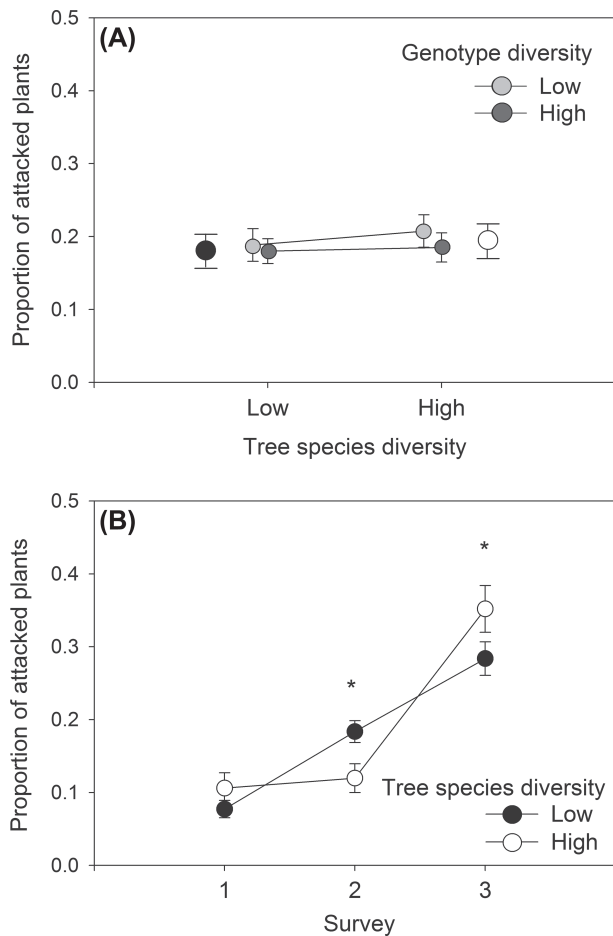 (A)
Genotype diversity
Low
High
Proportion of attacked plants
0.5
0.4
0.3
0.2
0.1
0.0
Low High
Tree species diversity
(B)
*
*
Proportion of attacked plants
0.5
0.4
0.3
0.2
0.1
0.0
Tree species diversity
Low
High
1 2 3
Survey